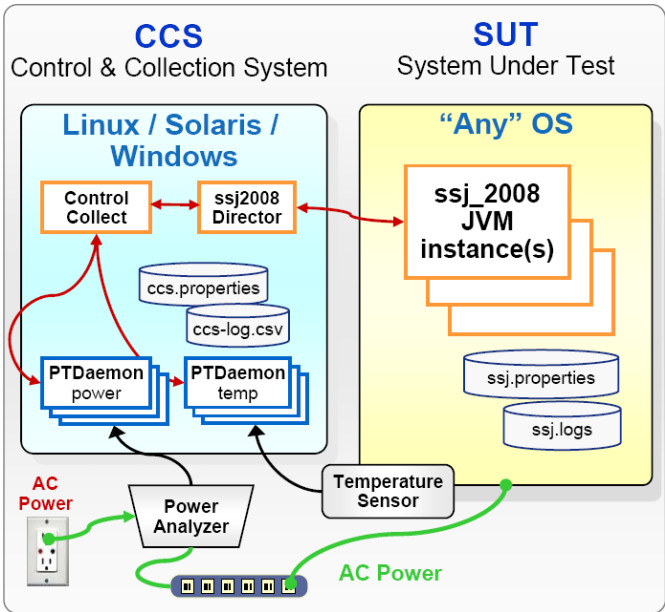 CCS
Control & Collection System
SUT
System Under Test
Linux / Solaris /
Windows
“Any” OS
Control
Collect
ssj2008
Director
ssj_2008
JVM
instance(s)
ccs.properties
ccs-log.csv
PTDaemon
power
PTDaemon
temp
ssj.properties
ssj.logs
AC
Power
Power
Analyzer
Temperature
Sensor
AC Power